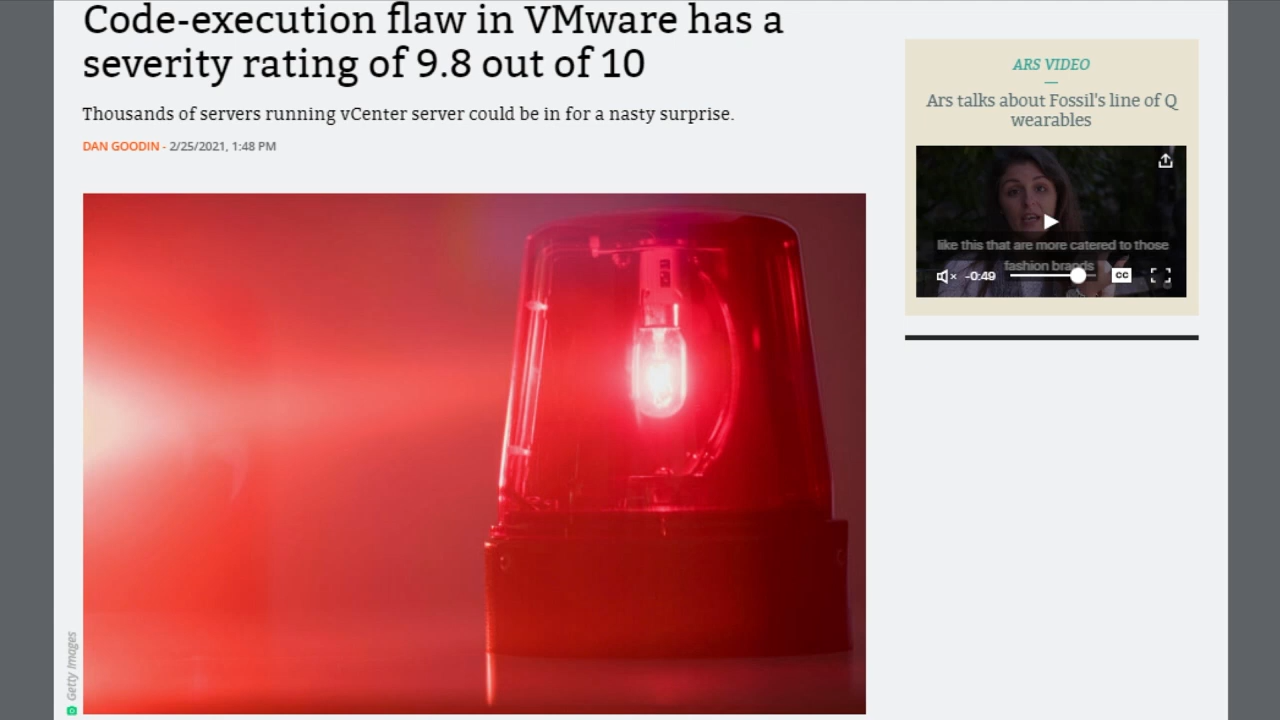 Code-execution flaw in VMware has a
severity rating of 9.8 out of 10
Thousands of servers running vCenter server could be in for a nasty surprise.
DAN GOODIN - 2/25/2021, 1:48 PM
Getty Images
ARS VIDEO
Ars talks about Fossil's line of Q
wearables
like this that are more catered to those
fashion brands
-0:49
CC